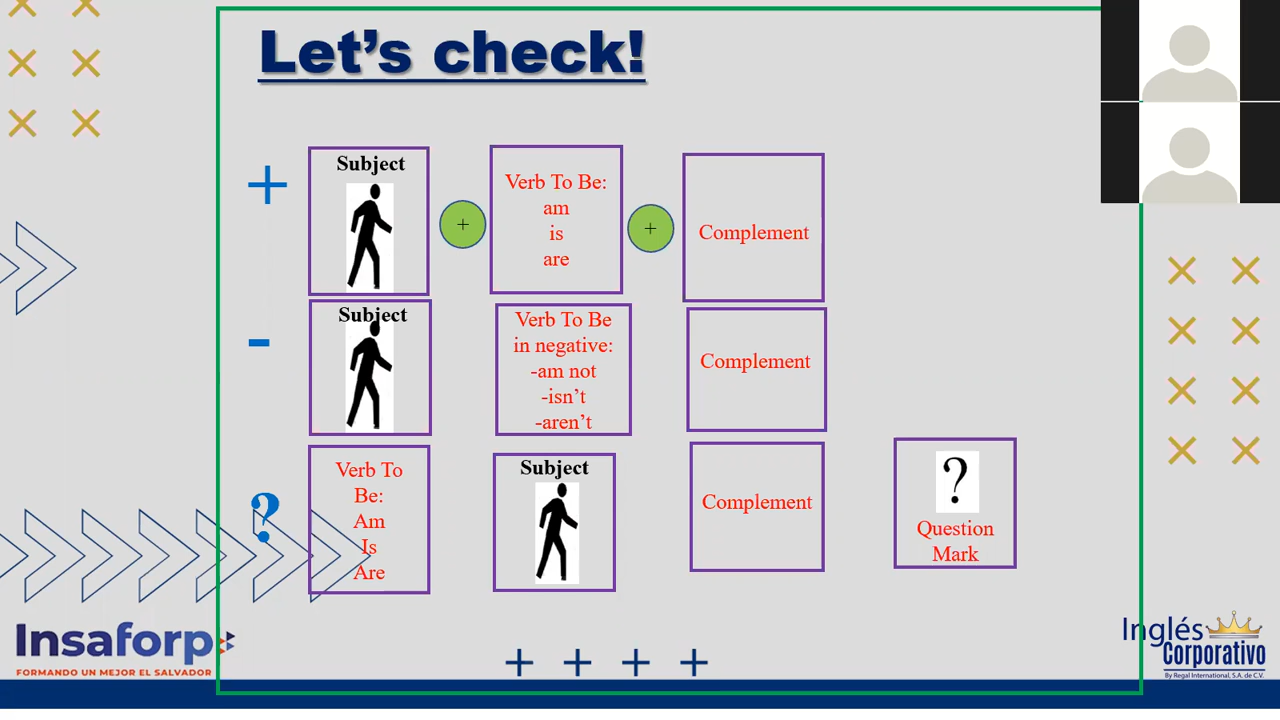 Let's check!
+
Subject
+
Verb To Be:
am
is
are
+
Complement
-
Subject
Verb To Be
in negative:
-am not
-isn't
-aren't
Complement
?
Verb To
Be:
Am
Is
Are
Subject
Complement
?
Question
Mark
Insaforp
FORMANDO UN MEJOR EL SALVADOR
Inglés
Corporativo
By Regal International, S.A. de C.V.